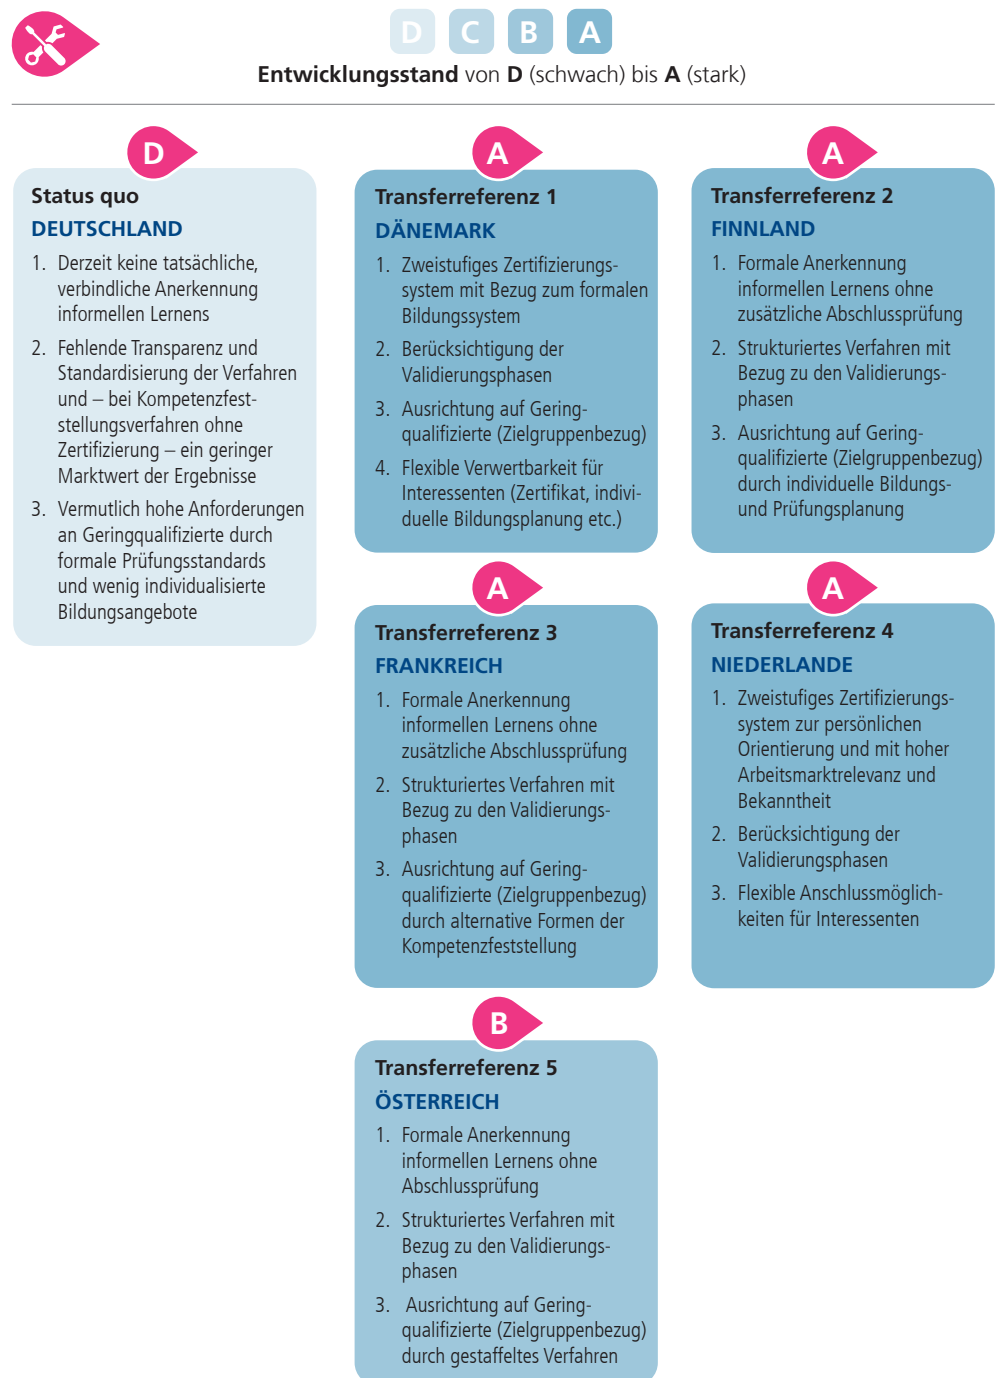 D C B A
Entwicklungsstand von D (schwach) bis A (stark)
D
Status quo
DEUTSCHLAND
1. Derzeit keine tatsächliche,
verbindliche Anerkennung
informellen Lernens
2. Fehlende Transparenz und
Standardisierung der Verfahren
und – bei Kompetenzfest-
stellungsverfahren ohne
Zertifizierung – ein geringer
Marktwert der Ergebnisse
3. Vermutlich hohe Anforderungen
an Geringqualifizierte durch
formale Prüfungsstandards
und wenig individualisierte
Bildungsangebote
A
Transferreferenz 1
DÄNEMARK
1. Zweistufiges Zertifizierungs-
system mit Bezug zum formalen
Bildungssystem
2. Berücksichtigung der
Validierungsphasen
3. Ausrichtung auf Gering-
qualifizierte (Zielgruppenbezug)
4. Flexible Verwertbarkeit für
Interessenten (Zertifikat, indivi-
duelle Bildungsplanung etc.)
A
Transferreferenz 2
FINNLAND
1. Formale Anerkennung
informellen Lernens ohne
zusätzliche Abschlussprüfung
2. Strukturiertes Verfahren mit
Bezug zu den Validierungs-
phasen
3. Ausrichtung auf Gering-
qualifizierte (Zielgruppenbezug)
durch individuelle Bildungs-
und Prüfungsplanung
A
Transferreferenz 3
FRANKREICH
1. Formale Anerkennung
informellen Lernens ohne
zusätzliche Abschlussprüfung
2. Strukturiertes Verfahren mit
Bezug zu den Validierungs-
phasen
3. Ausrichtung auf Gering-
qualifizierte (Zielgruppenbezug)
durch alternative Formen der
Kompetenzfeststellung
A
Transferreferenz 4
NIEDERLANDE
1. Zweistufiges Zertifizierungs-
system zur persönlichen
Orientierung und mit hoher
Arbeitsmarktrelevanz und
Bekanntheit
2. Berücksichtigung der
Validierungsphasen
3. Flexible Anschlussmöglich-
keiten für Interessenten
B
Transferreferenz 5
ÖSTERREICH
1. Formale Anerkennung
informellen Lernens ohne
Abschlussprüfung
2. Strukturiertes Verfahren mit
Bezug zu den Validierungs-
phasen
3. Ausrichtung auf Gering-
qualifizierte (Zielgruppenbezug)
durch gestaffeltes Verfahren